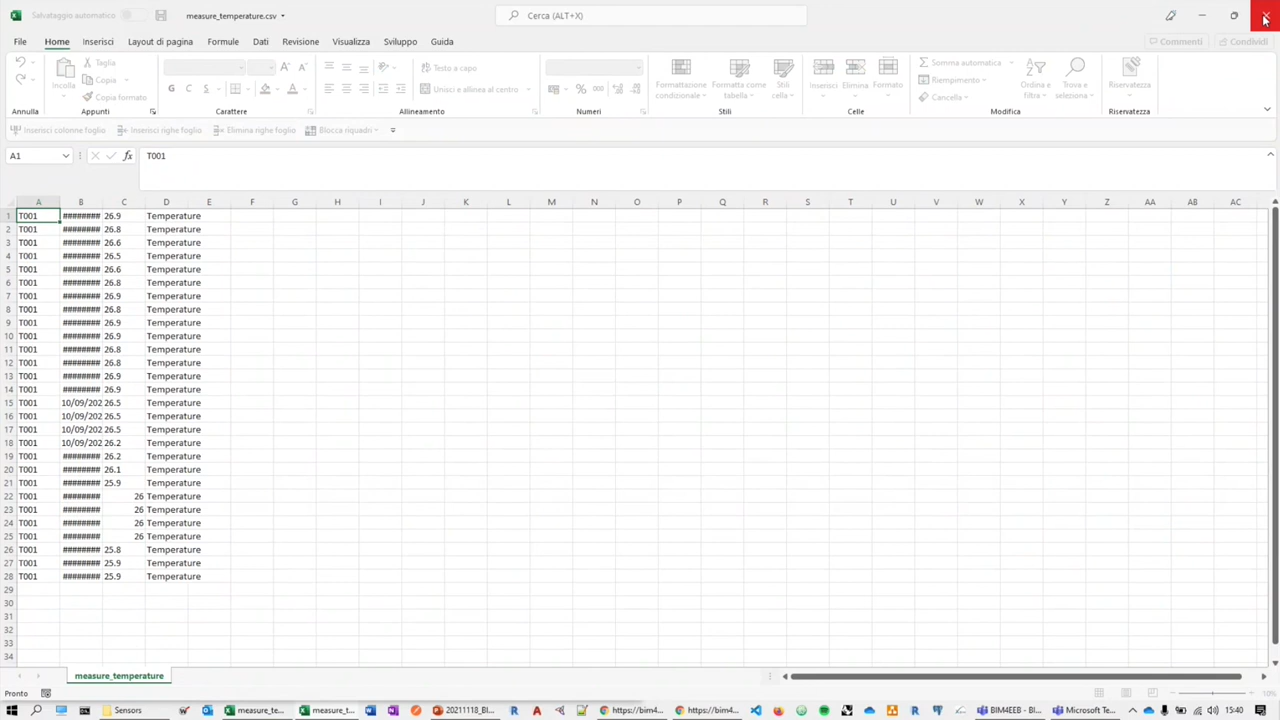 Salvataggio automatico measure_temperature.csv Cerca (ALT+X)
File Home Inserisci Layout di pagina Formule Dati Revisione Visualizza Sviluppo Guida Commenti Condividi
Incolla Taglia Copia Copia formato G C S Testo a capo Unisci e allinea al centro Formattazione condizionale Formatta come tabella Stili cella Inserisci Elimina Formato Somma automatica Riempimento Cancella Ordina e filtra Trova e seleziona Riservatezza
Annulla Appunti Carattere Allineamento Numeri Stili Celle Modifica Riservatezza
Inserisci colonne foglio Inserisci righe foglio Elimina righe foglio Blocca riquadri
A1 fx T001
A B C D E F G H I J K L M N O P Q R S T U V W X Y Z AA AB AC
1 T001 ######## 26.9 Temperature
2 T001 ######## 26.8 Temperature
3 T001 ######## 26.6 Temperature
4 T001 ######## 26.5 Temperature
5 T001 ######## 26.6 Temperature
6 T001 ######## 26.8 Temperature
7 T001 ######## 26.9 Temperature
8 T001 ######## 26.8 Temperature
9 T001 ######## 26.9 Temperature
10 T001 ######## 26.9 Temperature
11 T001 ######## 26.8 Temperature
12 T001 ######## 26.8 Temperature
13 T001 ######## 26.9 Temperature
14 T001 ######## 26.9 Temperature
15 T001 10/09/202 26.5 Temperature
16 T001 10/09/202 26.5 Temperature
17 T001 10/09/202 26.5 Temperature
18 T001 10/09/202 26.2 Temperature
19 T001 ######## 26.2 Temperature
20 T001 ######## 26.1 Temperature
21 T001 ######## 25.9 Temperature
22 T001 ######## 26 Temperature
23 T001 ######## 26 Temperature
24 T001 ######## 26 Temperature
25 T001 ######## 26 Temperature
26 T001 ######## 25.8 Temperature
27 T001 ######## 25.9 Temperature
28 T001 ######## 25.9 Temperature
29
30
31
32
33
34
measure_temperature
Pronto 10%
Sensors measure_te... measure_t... 20211118_BI... https://bim4... https://bim4... BIM4EEB - BI... Microsoft Te... 15:40